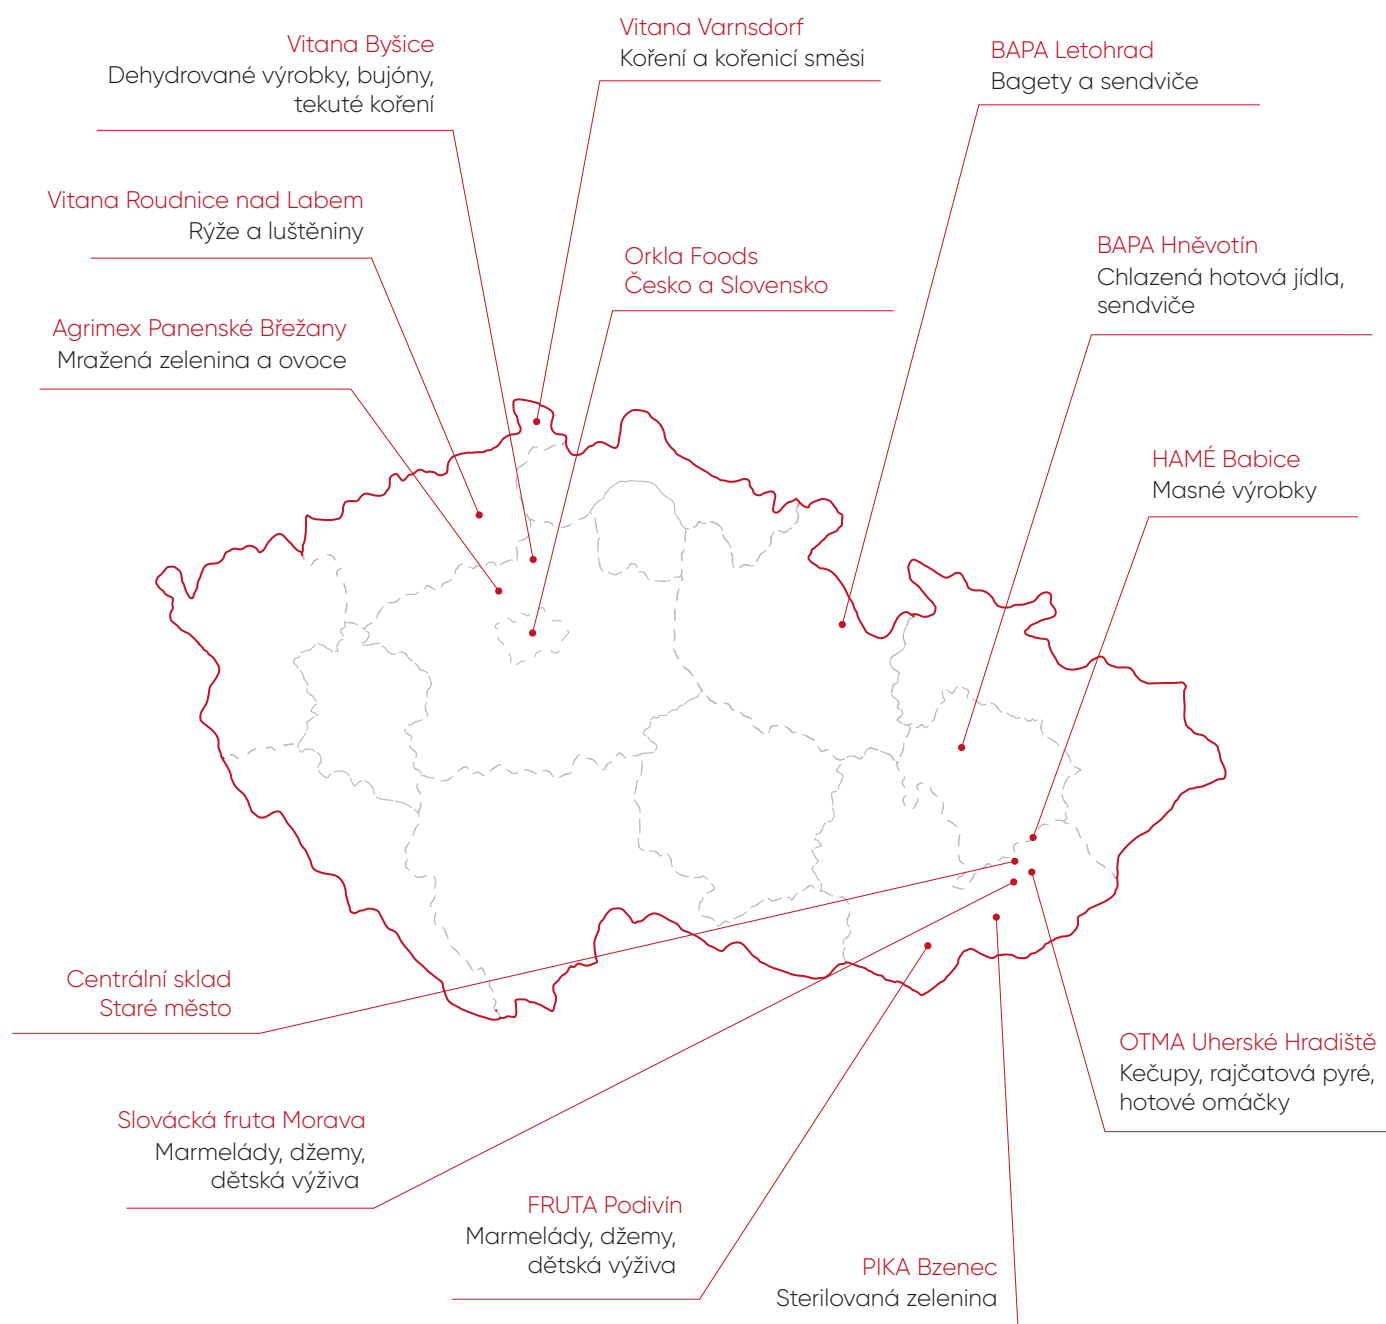 Vitana Byšice
Dehydrované výrobky, bujóny,
tekuté koření
Vitana Varnsdorf
Koření a kořenicí směsi
BAPA Letohrad
Bagety a sendviče
Vitana Roudnice nad Labem
Rýže a luštěniny
Orkla Foods
Česko a Slovensko
BAPA Hněvotín
Chlazená hotová jídla,
sendviče
Agrimex Panenské Břežany
Mražená zelenina a ovoce
HAMÉ Babice
Masné výrobky
Centrální sklad
Staré město
OTMA Uherské Hradiště
Kečupy, rajčatová pyré,
hotové omáčky
Slovácká fruta Morava
Marmelády, džemy,
dětská výživa
FRUTA Podivín
Marmelády, džemy,
dětská výživa
PIKA Bzenec
Sterilovaná zelenina